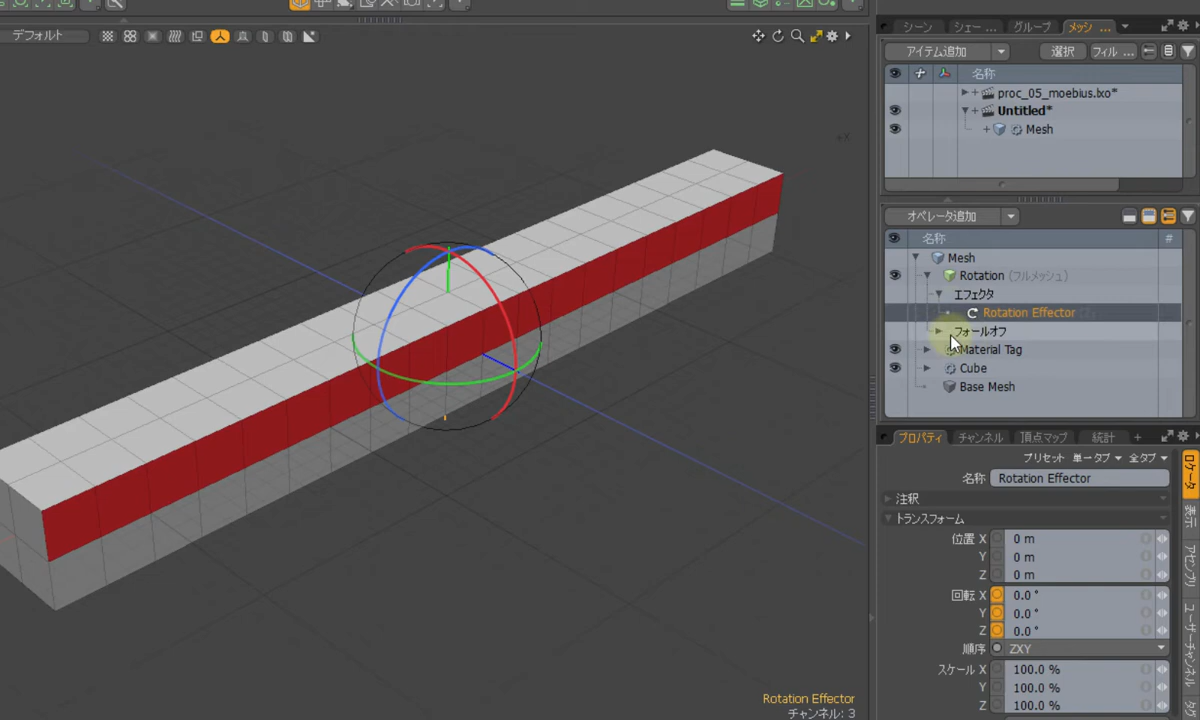 デフォルト
シーン シェー ... グループ メッシ ...
アイテム追加 選択 フィル ...
名称
proc_05_moebius.lxo*
Untitled*
Mesh
オペレータ追加
名称 #
Mesh
Rotation (フルメッシュ)
エフェクタ
Rotation Effector
フォールオフ
Material Tag
Cube
Base Mesh
プロパティ チャンネル 頂点マップ 統計 +
プリセット 単一タブ 全タブ
名称 Rotation Effector
注釈
トランスフォーム
位置 X 0 m
Y 0 m
Z 0 m
回転 X 0.0 °
Y 0.0 °
Z 0.0 °
順序 ZXY
スケール X 100.0 %
Y 100.0 %
Z 100.0 %
ロケータ
表示
アセンブリ
ユーザーチャンネル
タグ
Rotation Effector
チャンネル: 3